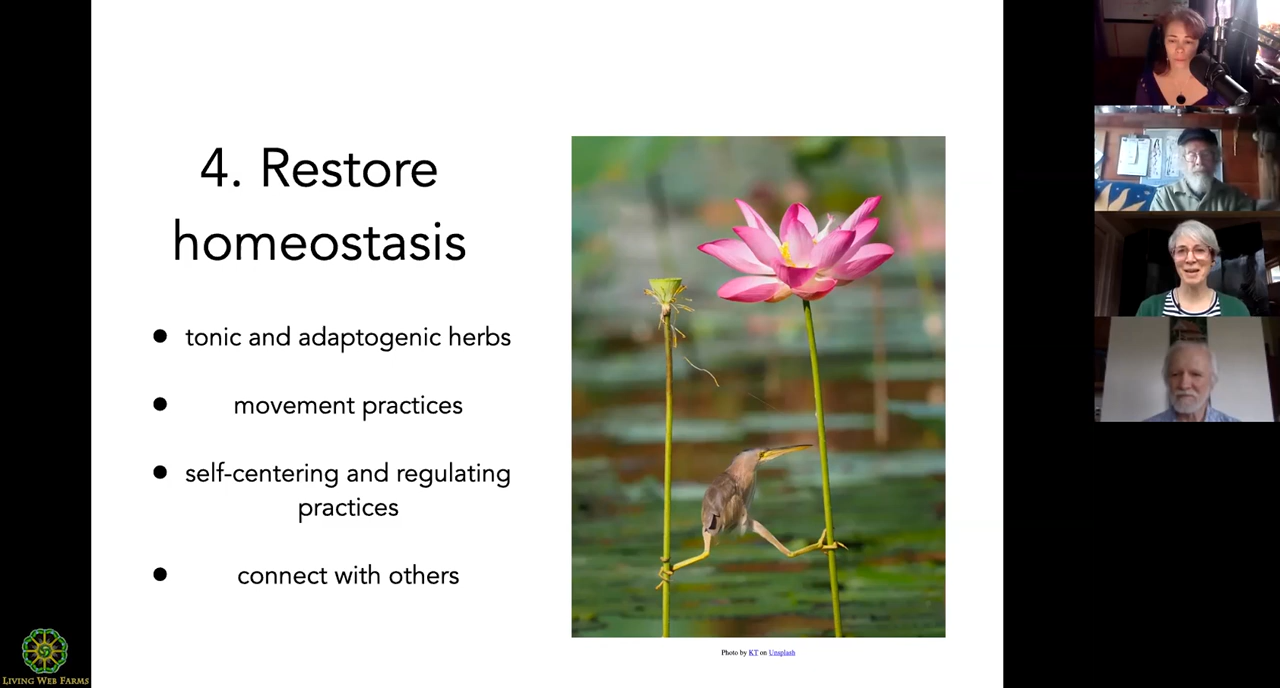 4. Restore
homeostasis
● tonic and adaptogenic herbs
● movement practices
● self-centering and regulating
practices
● connect with others
Photo by KT on Unsplash
LIVING WEB FARMS